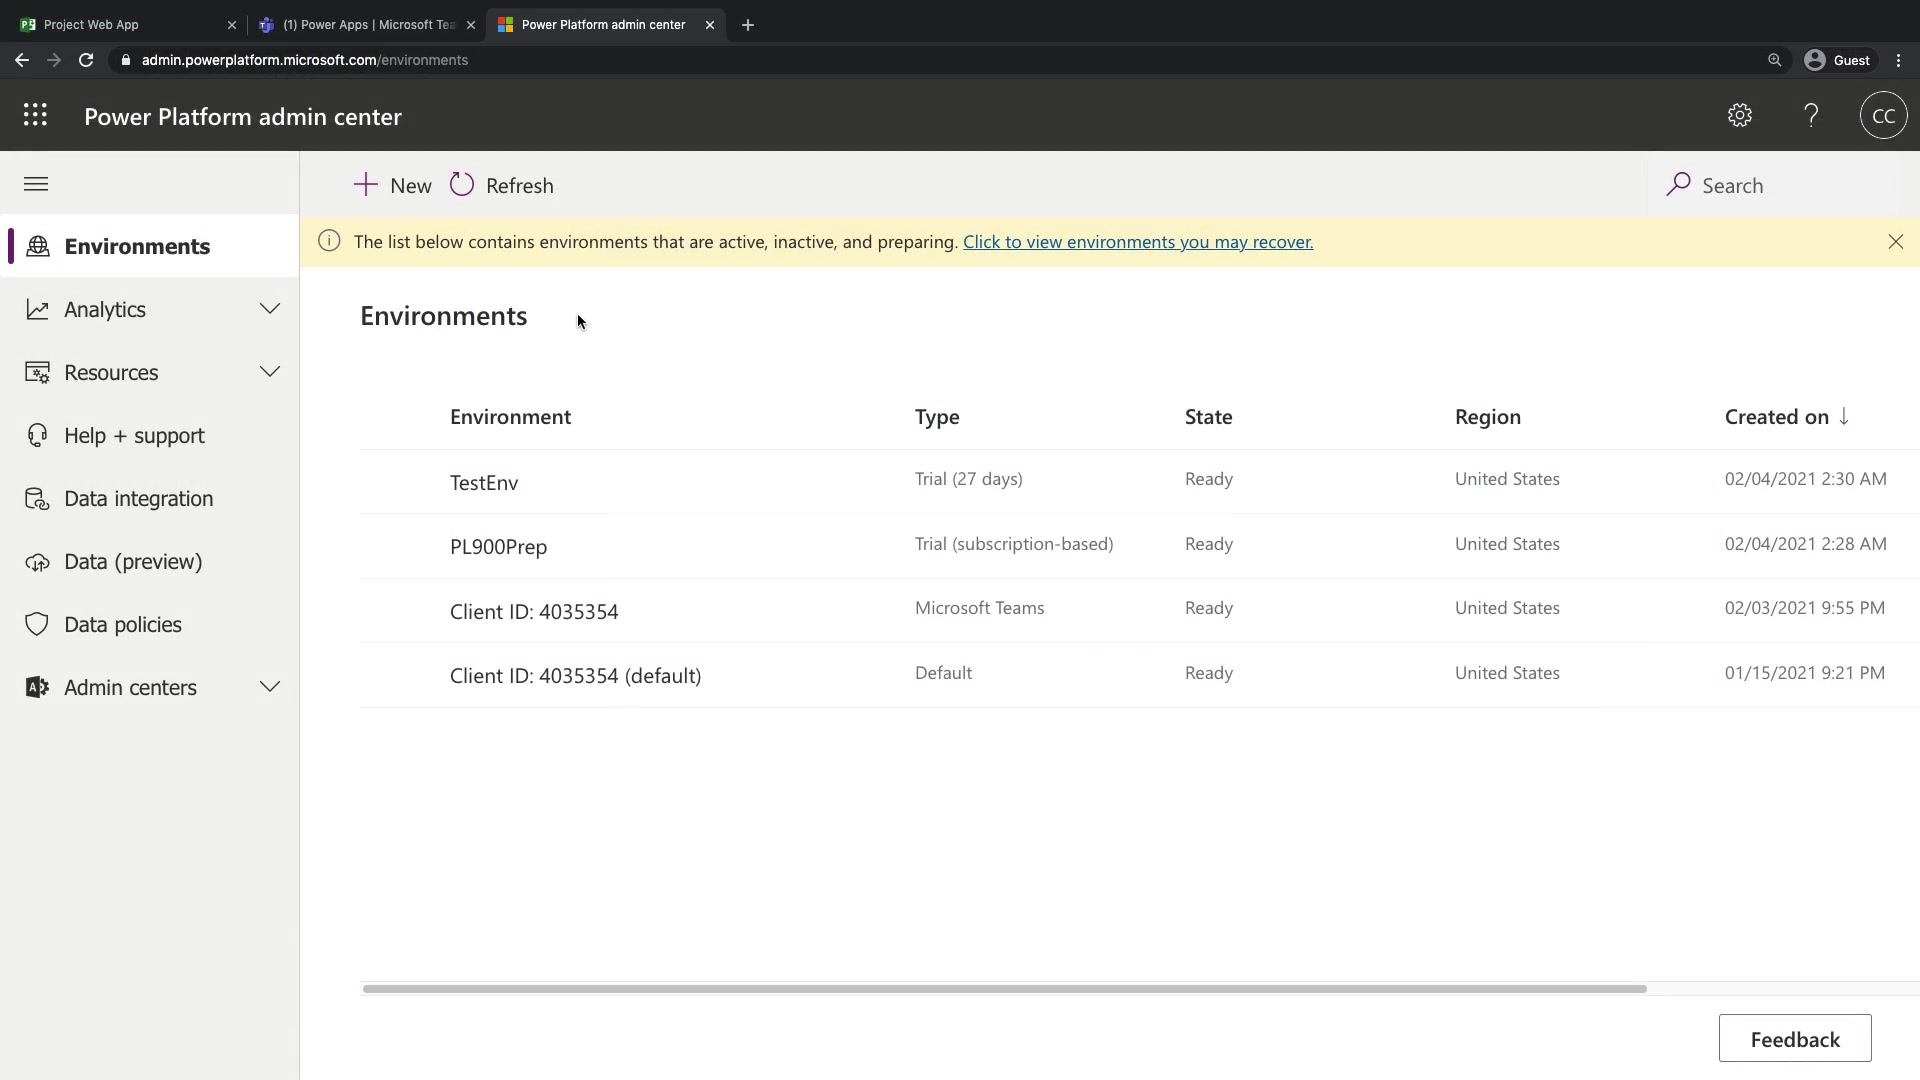 Project Web App
(1) Power Apps | Microsoft Tea
Power Platform admin center
admin.powerplatform.microsoft.com/environments
Guest
Power Platform admin center
CC
New
Refresh
Search
Environments
The list below contains environments that are active, inactive, and preparing. Click to view environments you may recover.
Analytics
Resources
Help + support
Data integration
Data (preview)
Data policies
Admin centers
Environments
Environment Type State Region Created on
TestEnv Trial (27 days) Ready United States 02/04/2021 2:30 AM
PL900Prep Trial (subscription-based) Ready United States 02/04/2021 2:28 AM
Client ID: 4035354 Microsoft Teams Ready United States 02/03/2021 9:55 PM
Client ID: 4035354 (default) Default Ready United States 01/15/2021 9:21 PM
Feedback